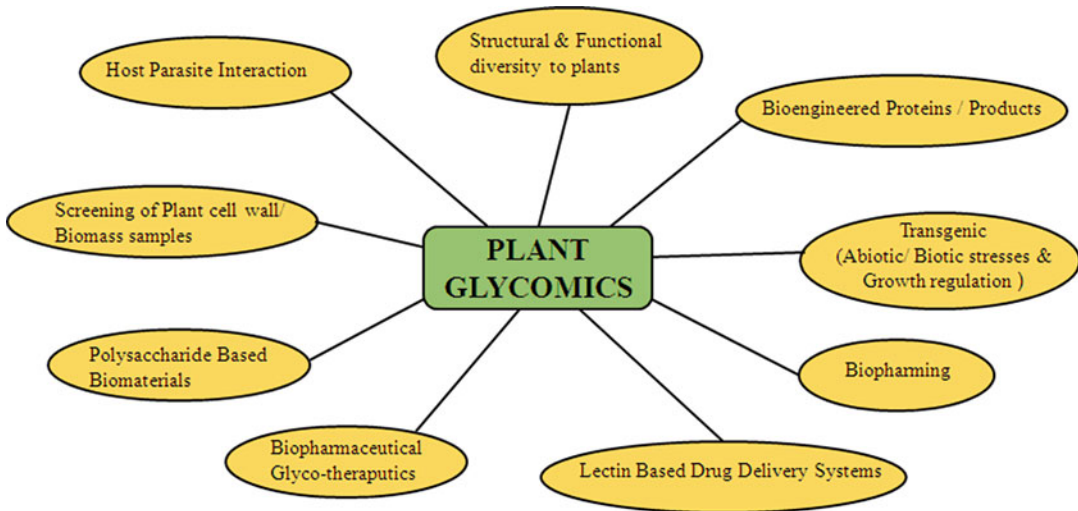 Structural & Functional
diversity to plants
Host Parasite Interaction
Bioengineered Proteins / Products
Screening of Plant cell wall/
Biomass samples
Transgenic
(Abiotic/ Biotic stresses &
Growth regulation )
PLANT
GLYCOMICS
Polysaccharide Based
Biomaterials
Biopharming
Biopharmaceutical
Glyco-theraputics
Lectin Based Drug Delivery Systems